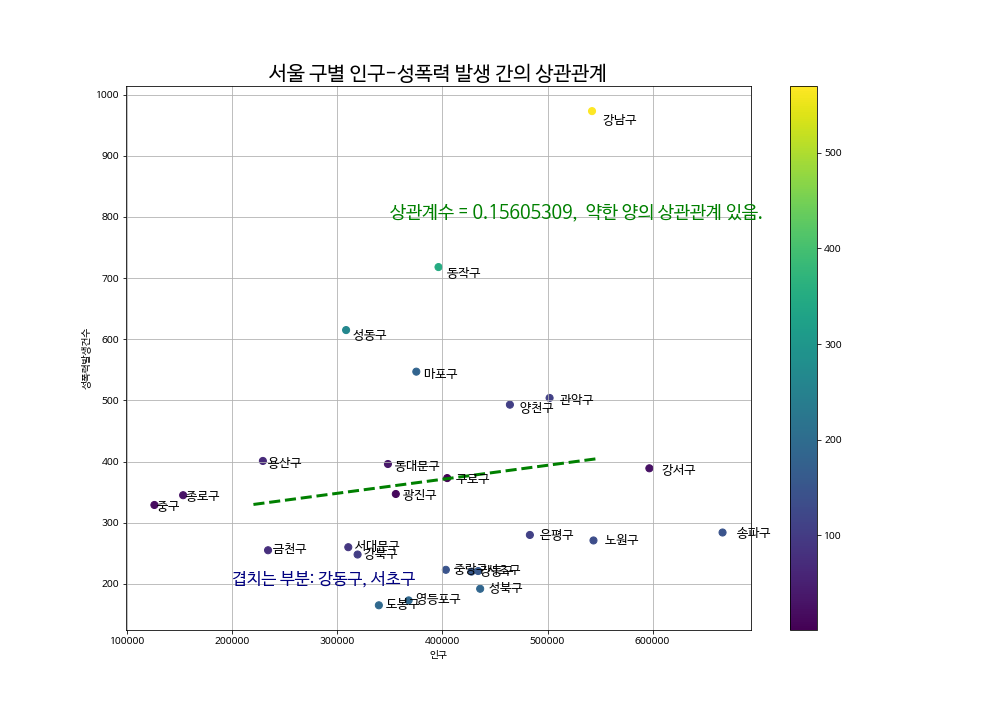 서울 구별 인구-성폭력 발생 간의 상관관계
1000
900
800
700
600
500
400
300
200
성폭력발생건수
강남구
상관계수 = 0.15605309, 약한 양의 상관관계 있음.
동작구
성동구
마포구
관악구
양천구
용산구
동대문구
강서구
구로구
광진구
종로구
중구
송파구
은평구
노원구
금천구
서대문구
강북구
중랑구
강동구
서초구
겹치는 부분: 강동구, 서초구
성북구
영등포구
도봉구
100000
200000
300000
400000
500000
600000
인구
500
400
300
200
100